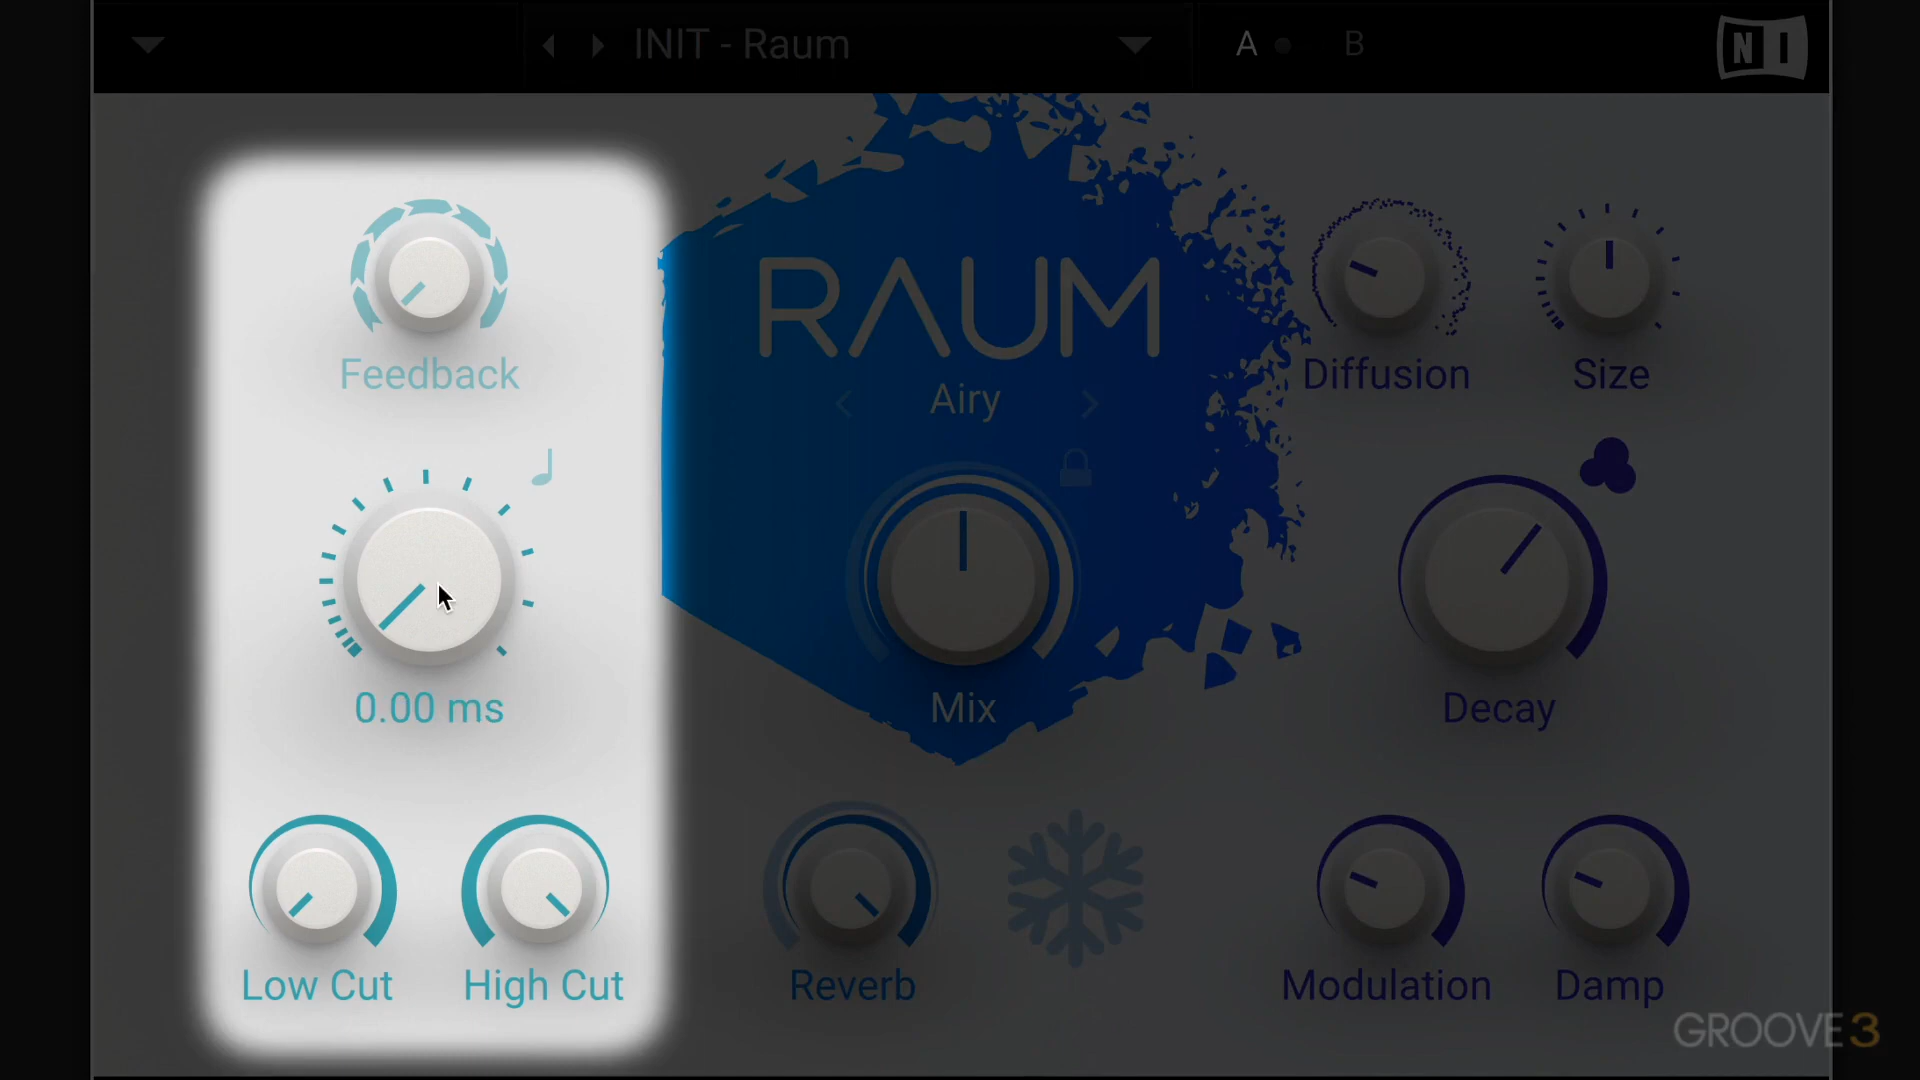 INIT - Raum
A
B
NI
RAUM
Airy
Feedback
Diffusion
Size
0.00 ms
Mix
Decay
Low Cut
High Cut
Reverb
Modulation
Damp
GROOVE3